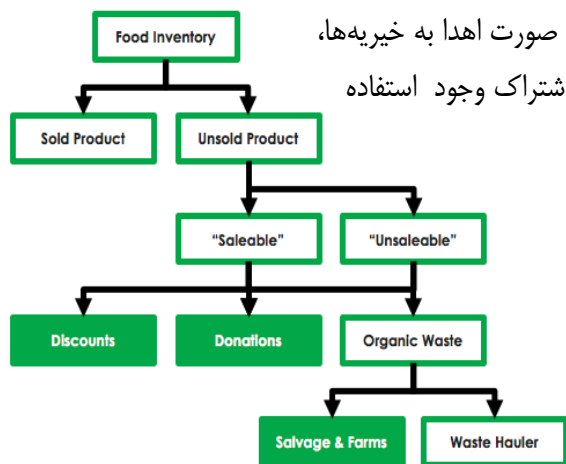 صورت اهدا به خیریه‌ها،
شتراک وجود استفاده
Food Inventory
Sold Product
Unsold Product
“Saleable”
“Unsaleable”
Discounts
Donations
Organic Waste
Salvage & Farms
Waste Hauler